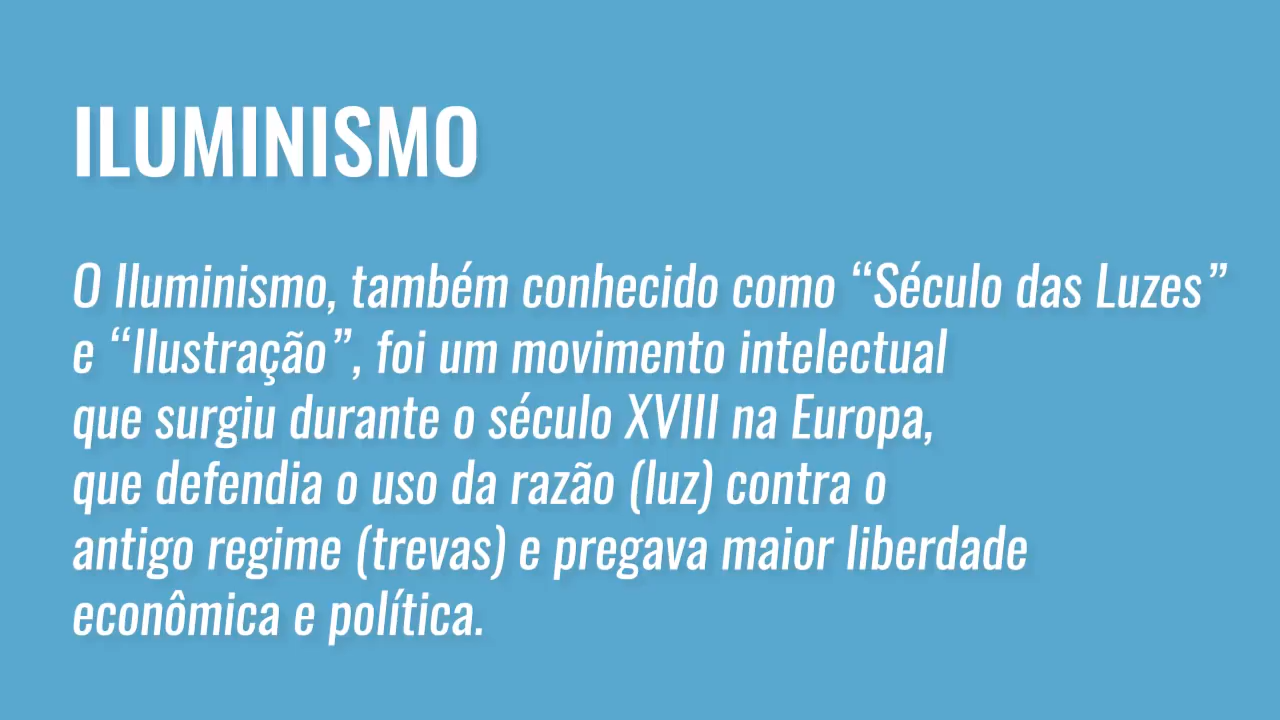 ILUMINISMO
O Iluminismo, também conhecido como “Século das Luzes”
e “Ilustração”, foi um movimento intelectual
que surgiu durante o século XVIII na Europa,
que defendia o uso da razão (luz) contra o
antigo regime (trevas) e pregava maior liberdade
econômica e política.